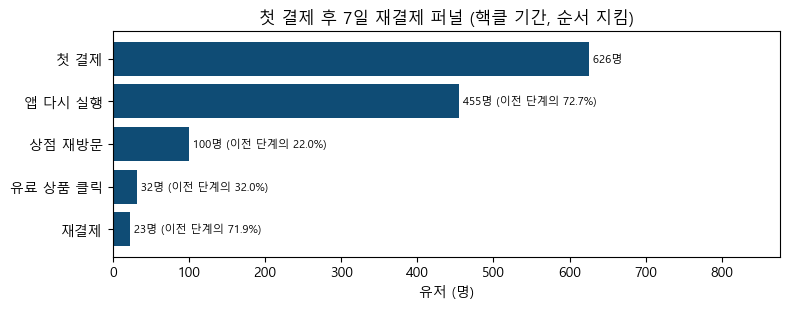 첫 결제 후 7일 재결제 퍼널 (핵클 기간, 순서 지킴)
첫 결제
626명
앱 다시 실행
455명 (이전 단계의 72.7%)
상점 재방문
100명 (이전 단계의 22.0%)
유료 상품 클릭
32명 (이전 단계의 32.0%)
재결제
23명 (이전 단계의 71.9%)
0 100 200 300 400 500 600 700 800
유저 (명)